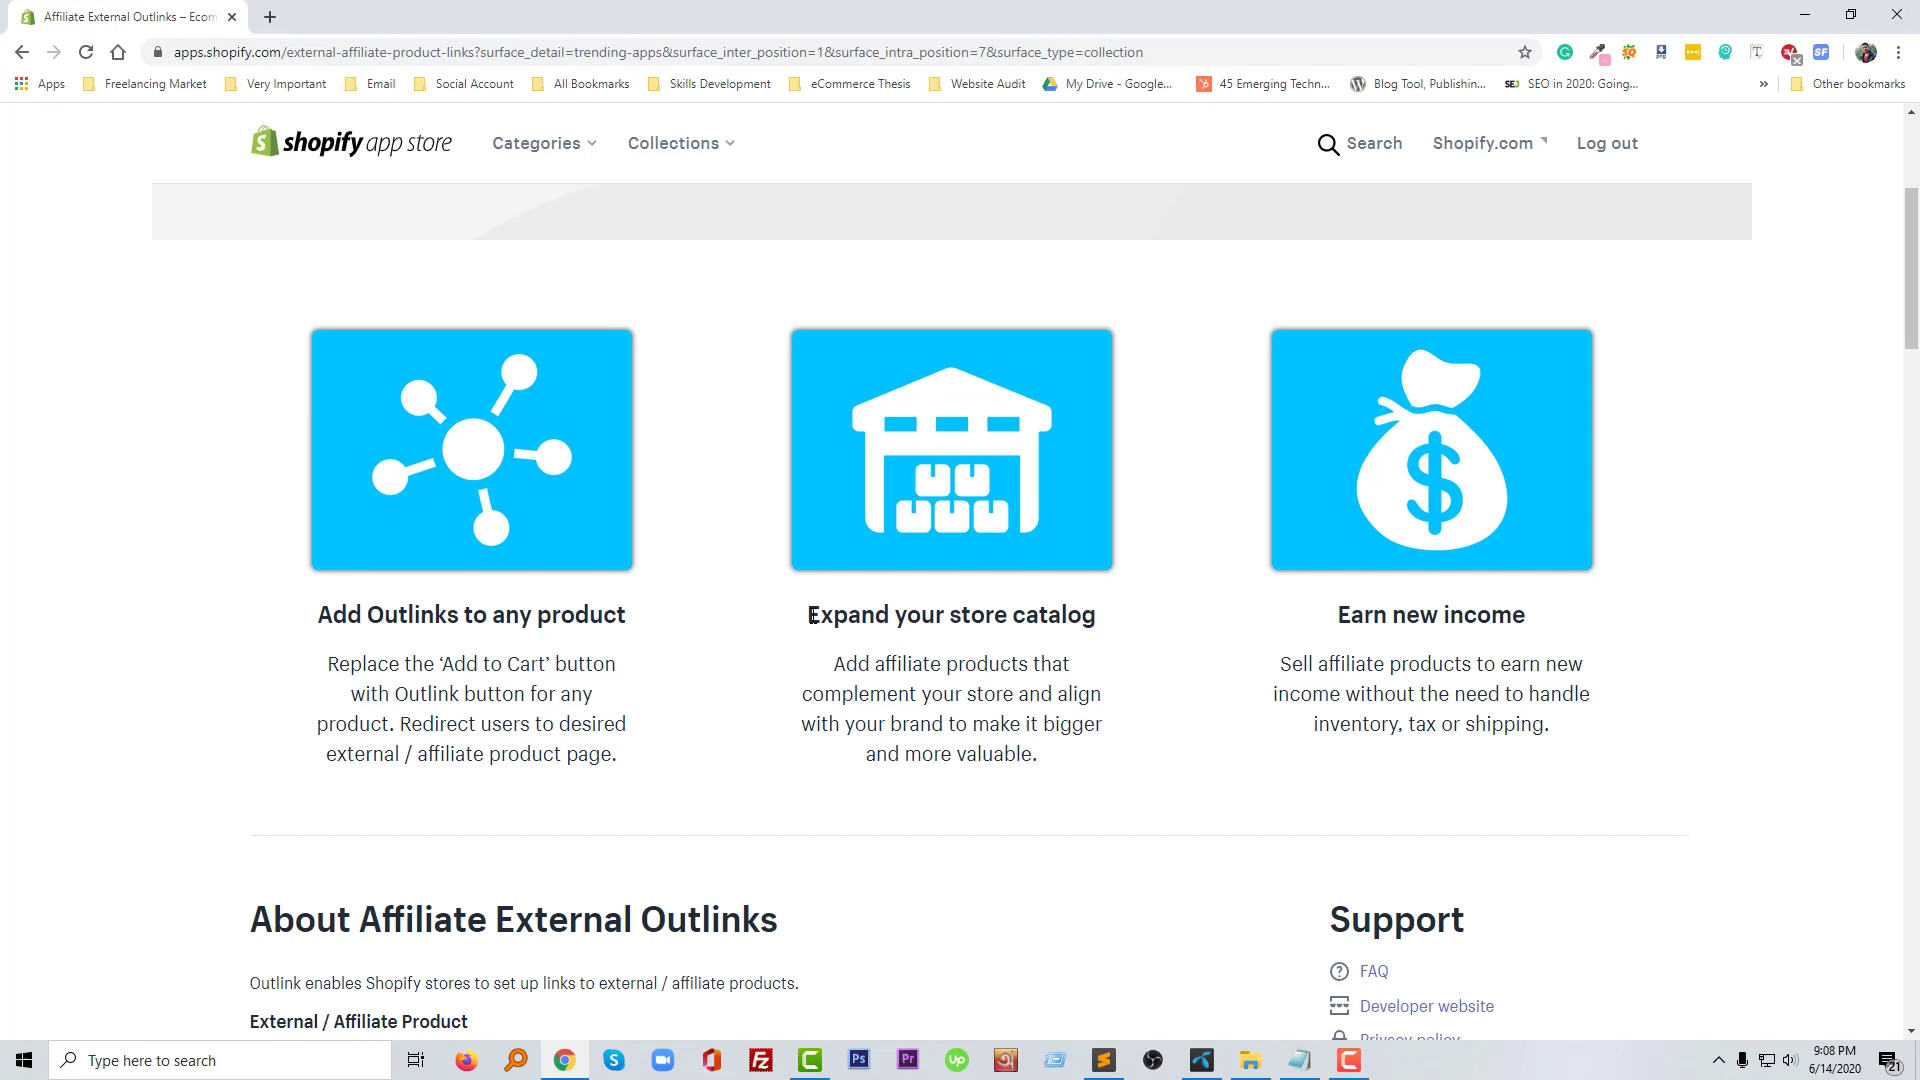 Affiliate External Outlinks – Ecom
apps.shopify.com/external-affiliate-product-links?surface_detail=trending-apps&surface_inter_position=1&surface_intra_position=7&surface_type=collection
Apps Freelancing Market Very Important Email Social Account All Bookmarks Skills Development eCommerce Thesis Website Audit My Drive - Google... 45 Emerging Techn... Blog Tool, Publishin... SEO in 2020: Going... » Other bookmarks
shopify app store Categories Collections Search Shopify.com Log out
Add Outlinks to any product
Replace the ‘Add to Cart’ button
with Outlink button for any
product. Redirect users to desired
external / affiliate product page.
Expand your store catalog
Add affiliate products that
complement your store and align
with your brand to make it bigger
and more valuable.
Earn new income
Sell affiliate products to earn new
income without the need to handle
inventory, tax or shipping.
About Affiliate External Outlinks
Outlink enables Shopify stores to set up links to external / affiliate products.
External / Affiliate Product
Support
FAQ
Developer website
Privacy policy
Type here to search
9:08 PM
6/14/2020
21